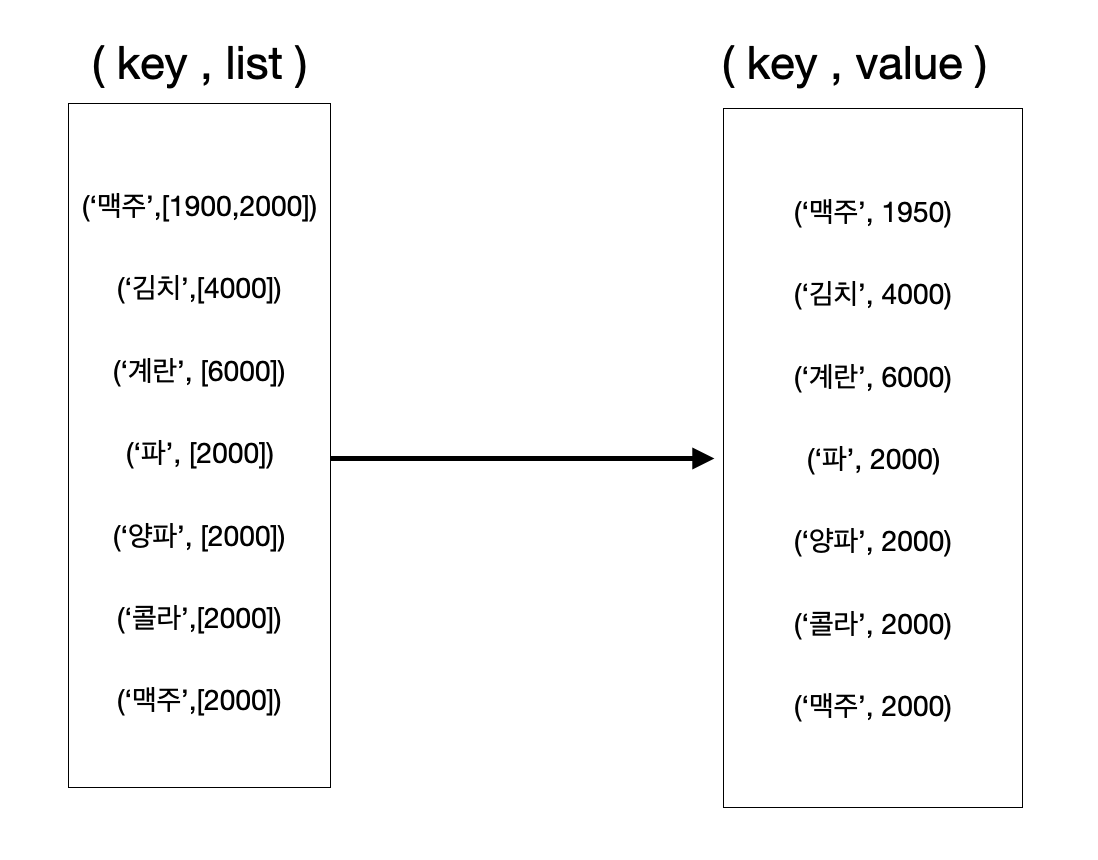 ( key , list )
(‘맥주’,[1900,2000])
(‘김치’,[4000])
(‘계란’, [6000])
(‘파’, [2000])
(‘양파’, [2000])
(‘콜라’,[2000])
(‘맥주’,[2000])
( key , value )
(‘맥주’, 1950)
(‘김치’, 4000)
(‘계란’, 6000)
(‘파’, 2000)
(‘양파’, 2000)
(‘콜라’, 2000)
(‘맥주’, 2000)